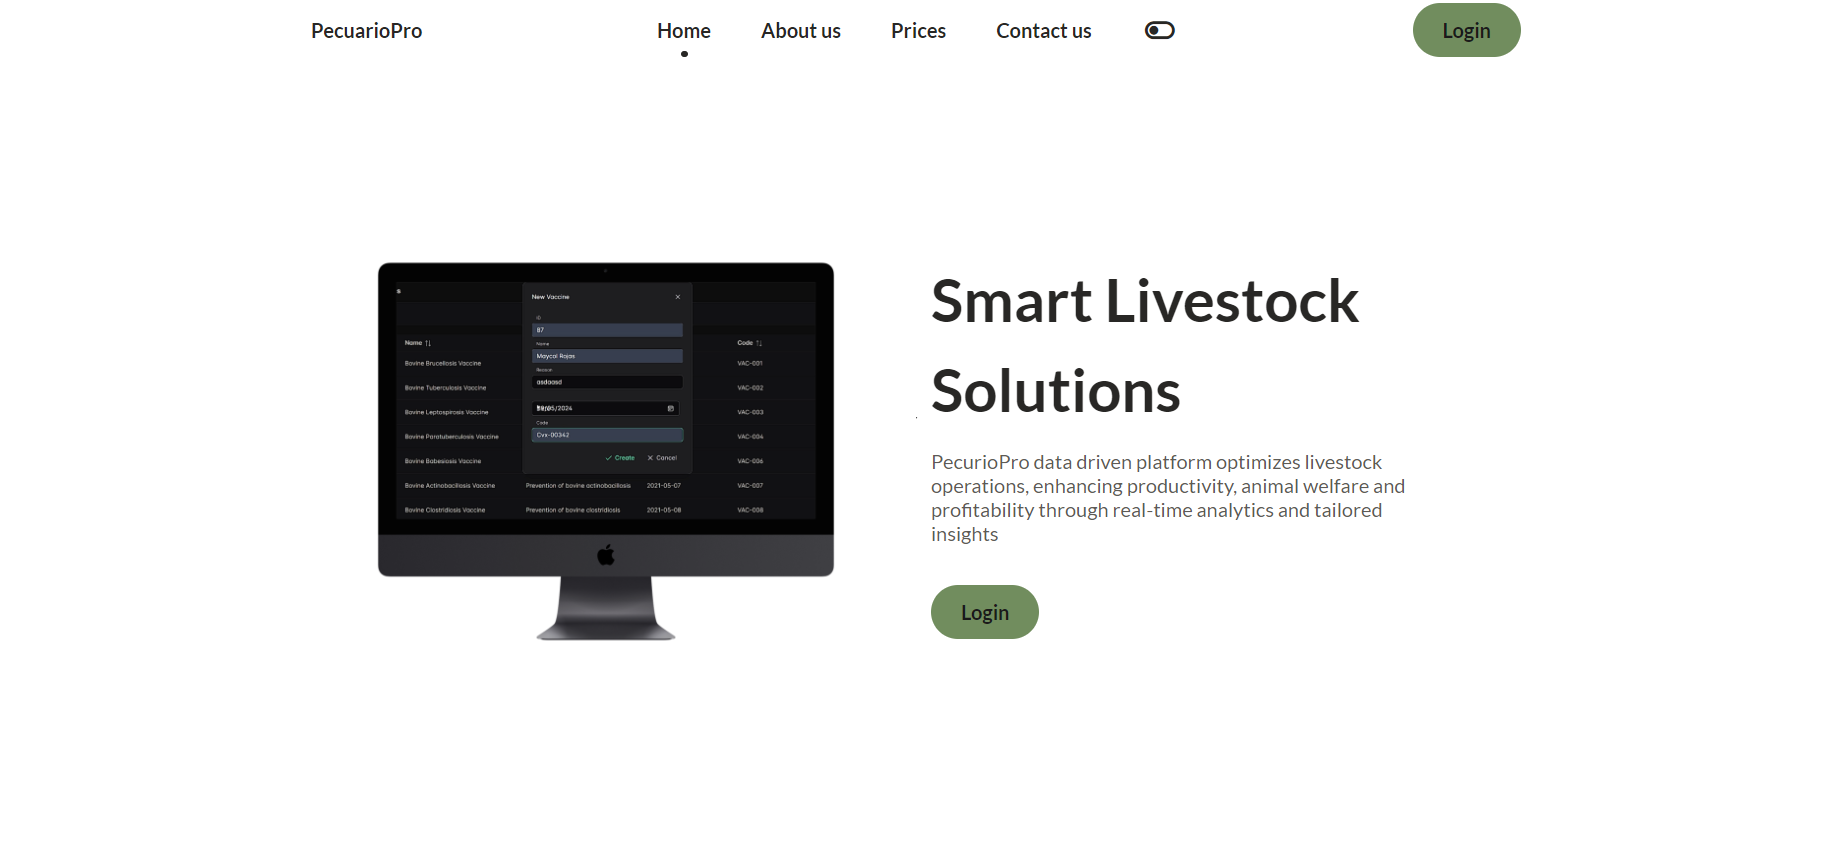 PecuarioPro
Home
About us
Prices
Contact us
Login
s
New Vaccine
ID
87
Name
Maycol Rojas
Reason
asdaasd
/05/2024
Code
Cvx-00342
Create
Cancel
Name
Code
Bovine Brucellosis Vaccine VAC-001
Bovine Tuberculosis Vaccine VAC-002
Bovine Leptospirosis Vaccine VAC-003
Bovine Paratuberculosis Vaccine VAC-004
Bovine Babesiosis Vaccine VAC-006
Bovine Actinobacillosis Vaccine Prevention of bovine actinobacillosis 2021-05-07 VAC-007
Bovine Clostridiosis Vaccine Prevention of bovine clostridiosis 2021-05-08 VAC-008
Smart Livestock
Solutions
PecurioPro data driven platform optimizes livestock
operations, enhancing productivity, animal welfare and
profitability through real-time analytics and tailored
insights
Login